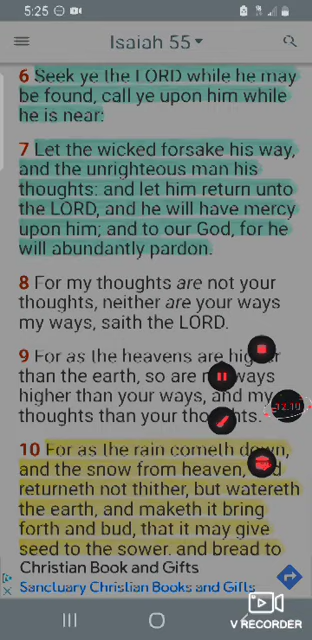 5:25
Isaiah 55
6 Seek ye the LORD while he may
be found, call ye upon him while
he is near:
7 Let the wicked forsake his way,
and the unrighteous man his
thoughts: and let him return unto
the LORD, and he will have mercy
upon him; and to our God, for he
will abundantly pardon.
8 For my thoughts are not your
thoughts, neither are your ways
my ways, saith the LORD.
9 For as the heavens are
than the earth, so are ways
higher than your ways, and my
thoughts than your
10 For as the rain cometh down,
and the snow from heaven,
returneth not thither, but watereth
the earth, and maketh it bring
forth and bud, that it may give
seed to the sower, and bread to
Christian Book and Gifts
Sanctuary Christian Books and Gifts
V RECORDER